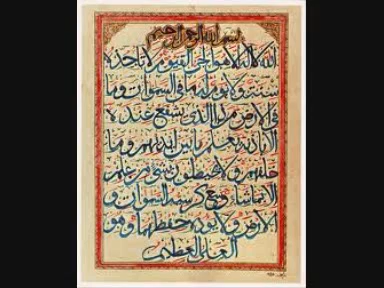 بسم الله الرحمن الرحيم
الله لا اله الا هو الحي القيوم لا تاخذه
سنة ولا نوم له ما في السموات وما
في الارض من ذا الذي يشفع عنده لا
الا باذنه يعلم ما بين ايديهم وما
خلفهم ولا يحيطون بشيء من علمه
الا بما شاء وسع كرسيه السموات و
الارض ولا يؤده حفظهما وهو
العلي العظيم